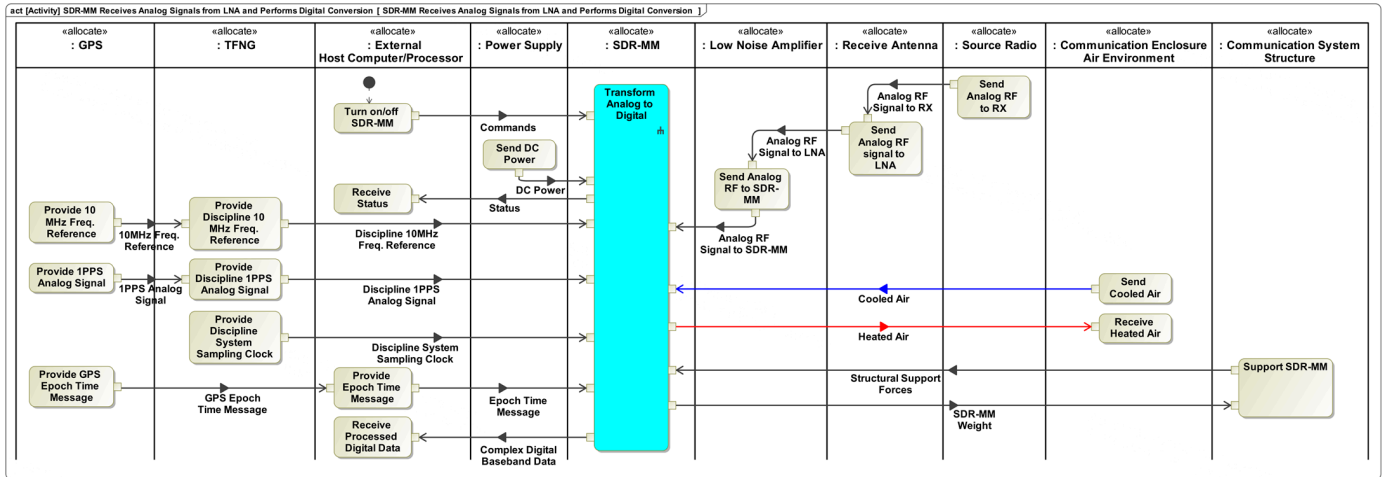 act [Activity] SDR-MM Receives Analog Signals from LNA and Performs Digital Conversion [ SDR-MM Receives Analog Signals from LNA and Performs Digital Conversion ]
«allocate»
: GPS
«allocate»
: TFNG
«allocate»
: External
Host Computer/Processor
«allocate»
: Power Supply
«allocate»
: SDR-MM
«allocate»
: Low Noise Amplifier
«allocate»
: Receive Antenna
«allocate»
: Source Radio
«allocate»
: Communication Enclosure
Air Environment
«allocate»
: Communication System
Structure
Turn on/off
SDR-MM
Commands
Transform
Analog to
Digital
Send
Analog RF
to RX
Analog RF
Signal to RX
Send
Analog RF
signal to
LNA
Analog RF
Signal to LNA
Send DC
Power
DC Power
Send Analog
RF to SDR-
MM
Analog RF
Signal to SDR-MM
Receive
Status
Status
Provide 10
MHz Freq.
Reference
10MHz Freq.
Reference
Provide
Discipline 10
MHz Freq.
Reference
Discipline 10MHz
Freq. Reference
Provide 1PPS
Analog Signal
1PPS Analog
Signal
Provide
Discipline 1PPS
Analog Signal
Discipline 1PPS
Analog Signal
Cooled Air
Send
Cooled Air
Heated Air
Receive
Heated Air
Provide
Discipline
System
Sampling Clock
Discipline System
Sampling Clock
Provide GPS
Epoch Time
Message
GPS Epoch
Time Message
Provide
Epoch Time
Message
Epoch Time
Message
Structural Support
Forces
Support SDR-MM
SDR-MM
Weight
Receive
Processed
Digital Data
Complex Digital
Baseband Data